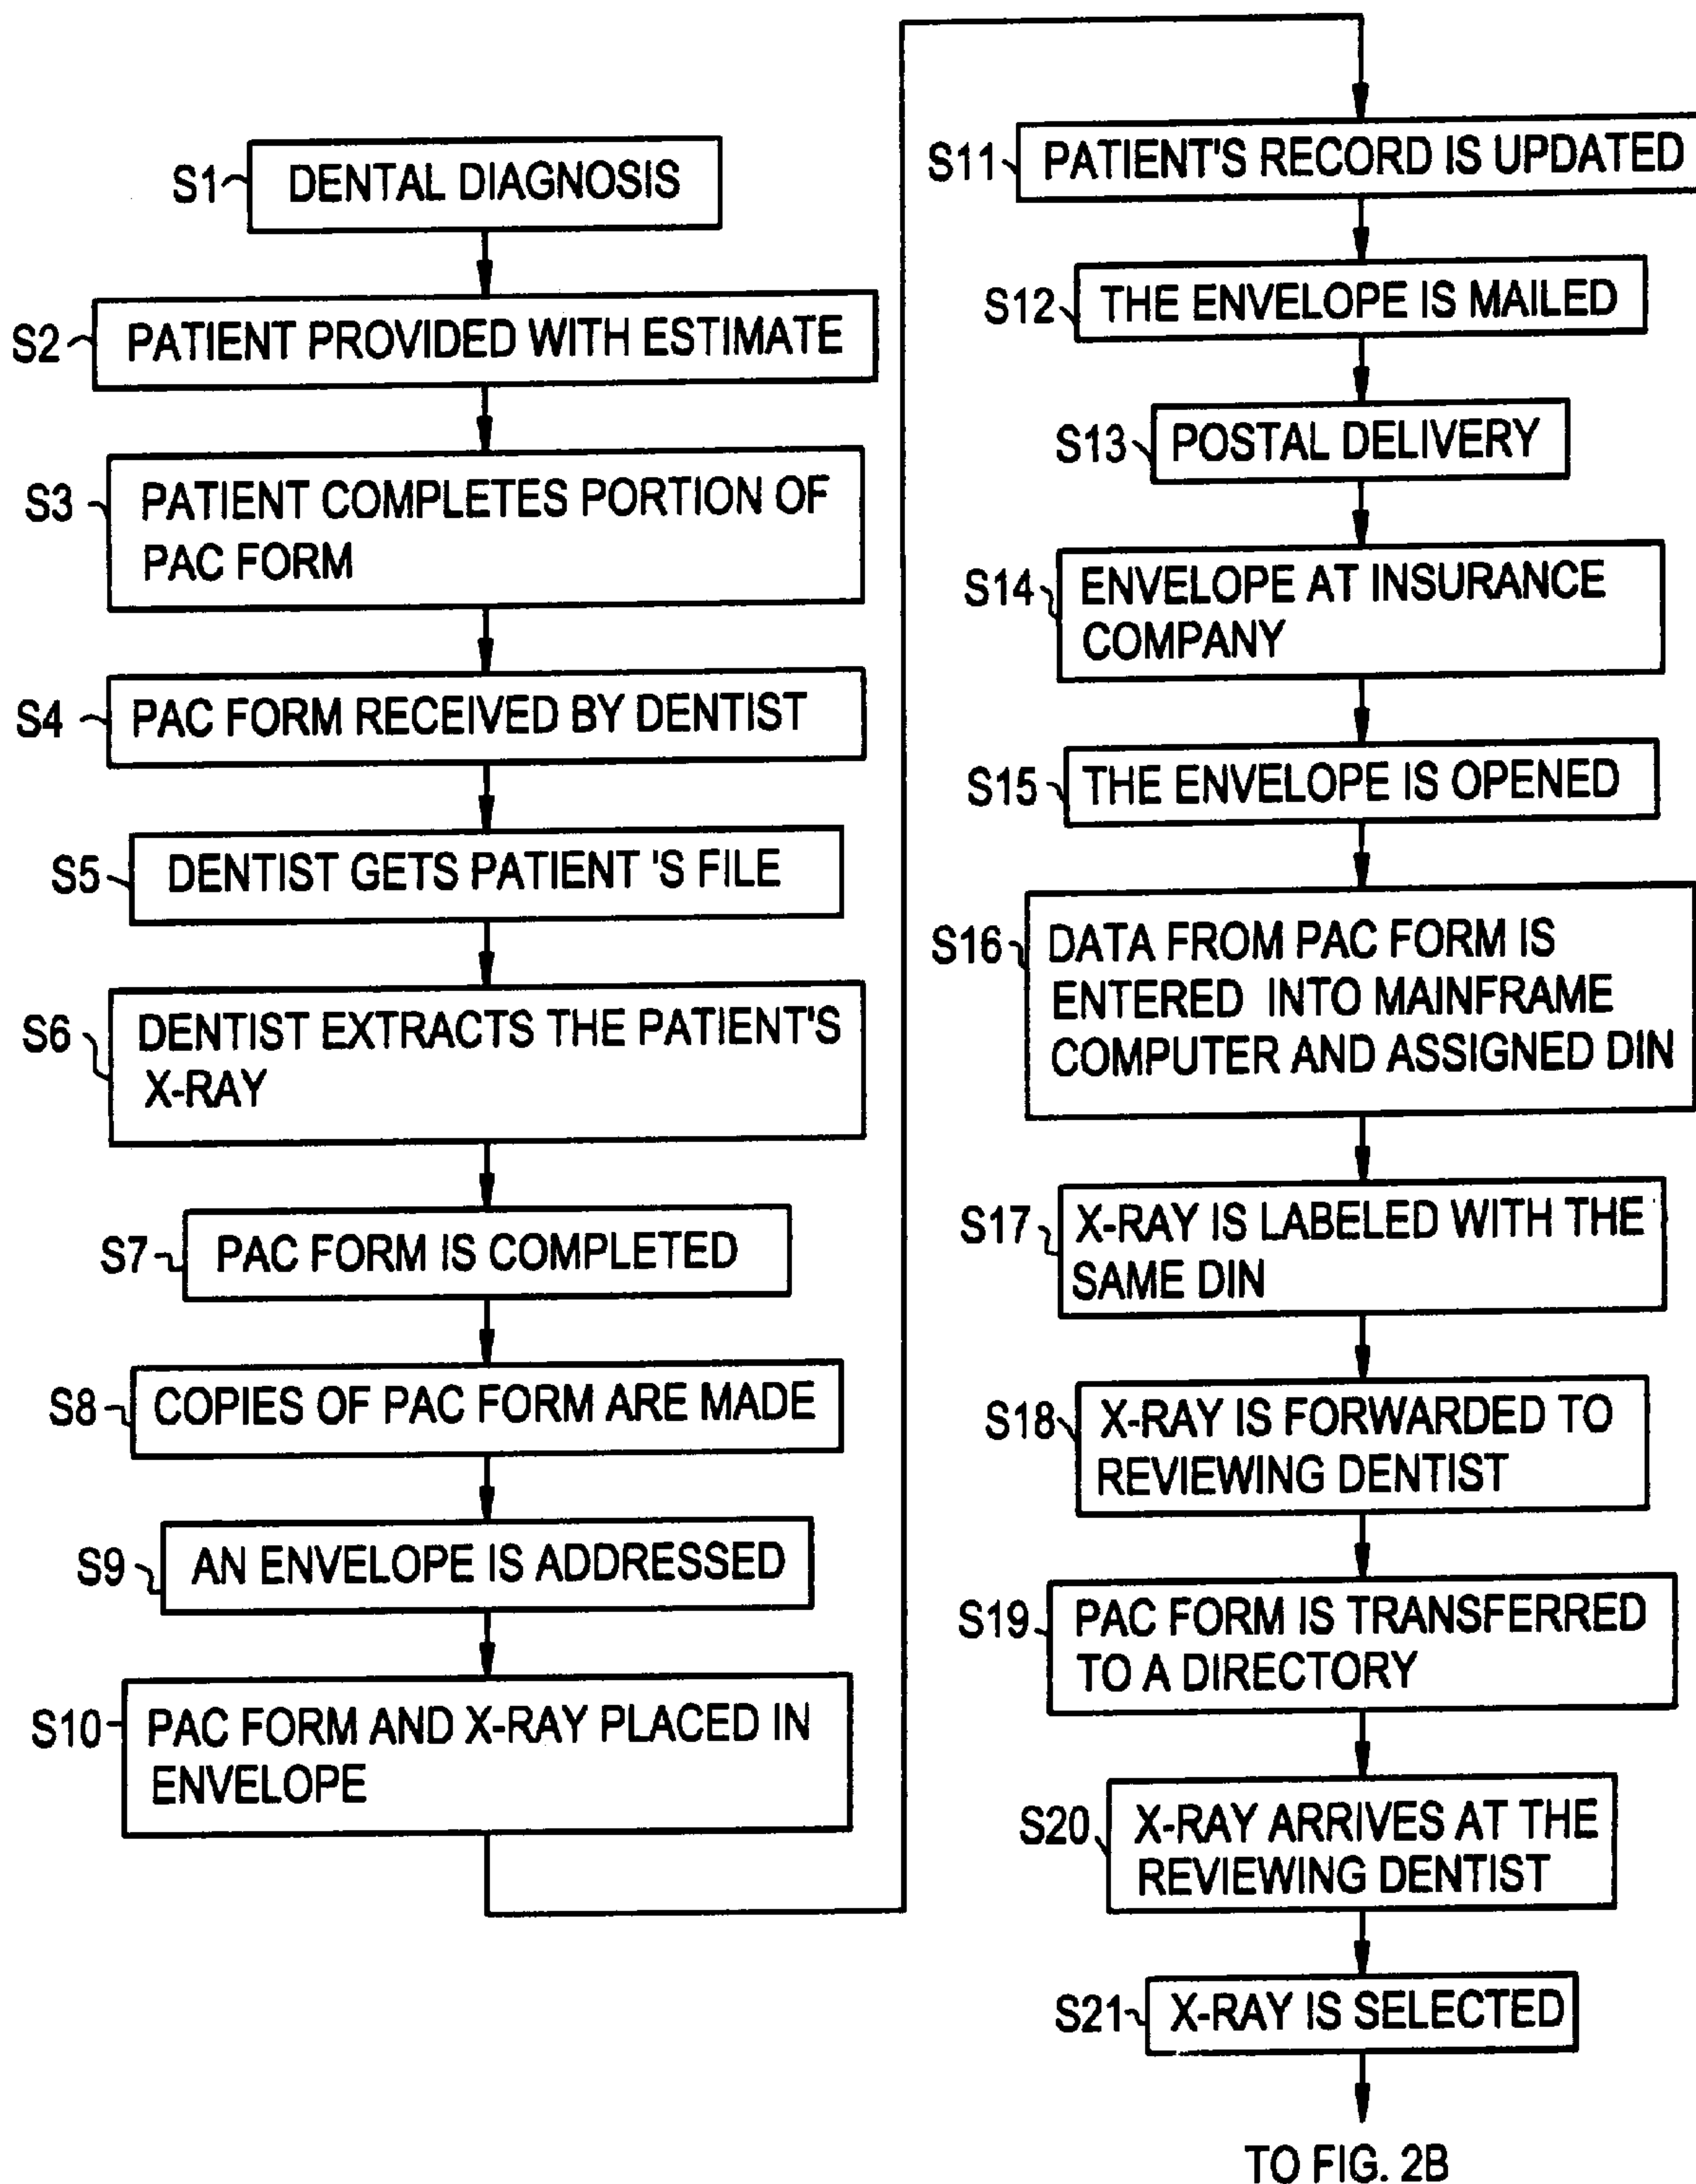 S1 DENTAL DIAGNOSIS
S2 PATIENT PROVIDED WITH ESTIMATE
S3 PATIENT COMPLETES PORTION OF
PAC FORM
S4 PAC FORM RECEIVED BY DENTIST
S5 DENTIST GETS PATIENT 'S FILE
S6 DENTIST EXTRACTS THE PATIENT'S
X-RAY
S7 PAC FORM IS COMPLETED
S8 COPIES OF PAC FORM ARE MADE
S9 AN ENVELOPE IS ADDRESSED
S10 PAC FORM AND X-RAY PLACED IN
ENVELOPE
S11 PATIENT'S RECORD IS UPDATED
S12 THE ENVELOPE IS MAILED
S13 POSTAL DELIVERY
S14 ENVELOPE AT INSURANCE
COMPANY
S15 THE ENVELOPE IS OPENED
S16 DATA FROM PAC FORM IS
ENTERED INTO MAINFRAME
COMPUTER AND ASSIGNED DIN
S17 X-RAY IS LABELED WITH THE
SAME DIN
S18 X-RAY IS FORWARDED TO
REVIEWING DENTIST
S19 PAC FORM IS TRANSFERRED
TO A DIRECTORY
S20 X-RAY ARRIVES AT THE
REVIEWING DENTIST
S21 X-RAY IS SELECTED
TO FIG. 2B